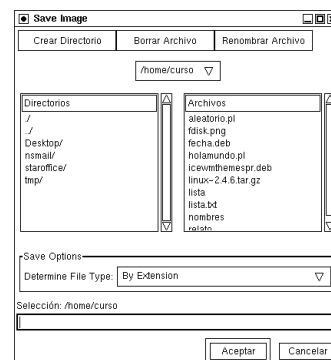 Save Image
Crear Directorio Borrar Archivo Renombrar Archivo
/home/curso
Directorios
./
../
Desktop/
nsmail/
staroffice/
tmp/
Archivos
aleatorio.pl
fdisk.png
fecha.deb
holamundo.pl
icewmthemespr.deb
linux-2.4.6.tar.gz
lista
lista.txt
nombres
relato
Save Options
Determine File Type: By Extension
Selección: /home/curso
Aceptar Cancelar